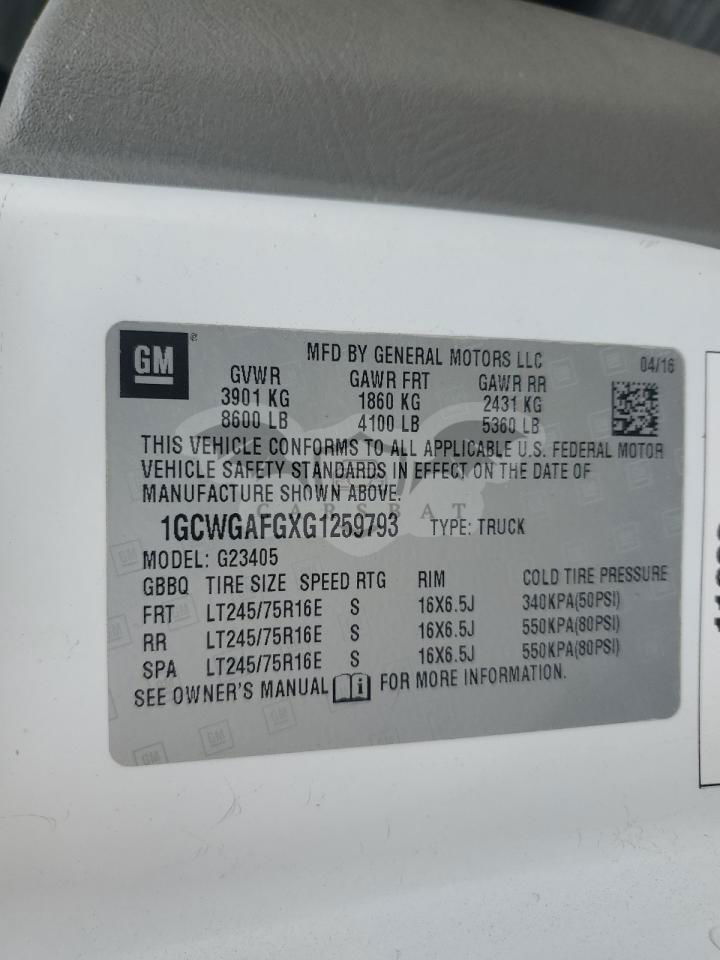 GM
MFD BY GENERAL MOTORS LLC 04/16
GVWR GAWR FRT GAWR RR
3901 KG 1860 KG 2431 KG
8600 LB 4100 LB 5360 LB
THIS VEHICLE CONFORMS TO ALL APPLICABLE U.S. FEDERAL MOTOR
VEHICLE SAFETY STANDARDS IN EFFECT ON THE DATE OF
MANUFACTURE SHOWN ABOVE.
CARSBAT
1GCWGAFGXG1259793 TYPE: TRUCK
MODEL: G23405
GBBQ TIRE SIZE SPEED RTG RIM COLD TIRE PRESSURE
FRT LT245/75R16E S 16X6.5J 340KPA(50PSI)
RR LT245/75R16E S 16X6.5J 550KPA(80PSI)
SPA LT245/75R16E S 16X6.5J 550KPA(80PSI)
SEE OWNER'S MANUAL FOR MORE INFORMATION.